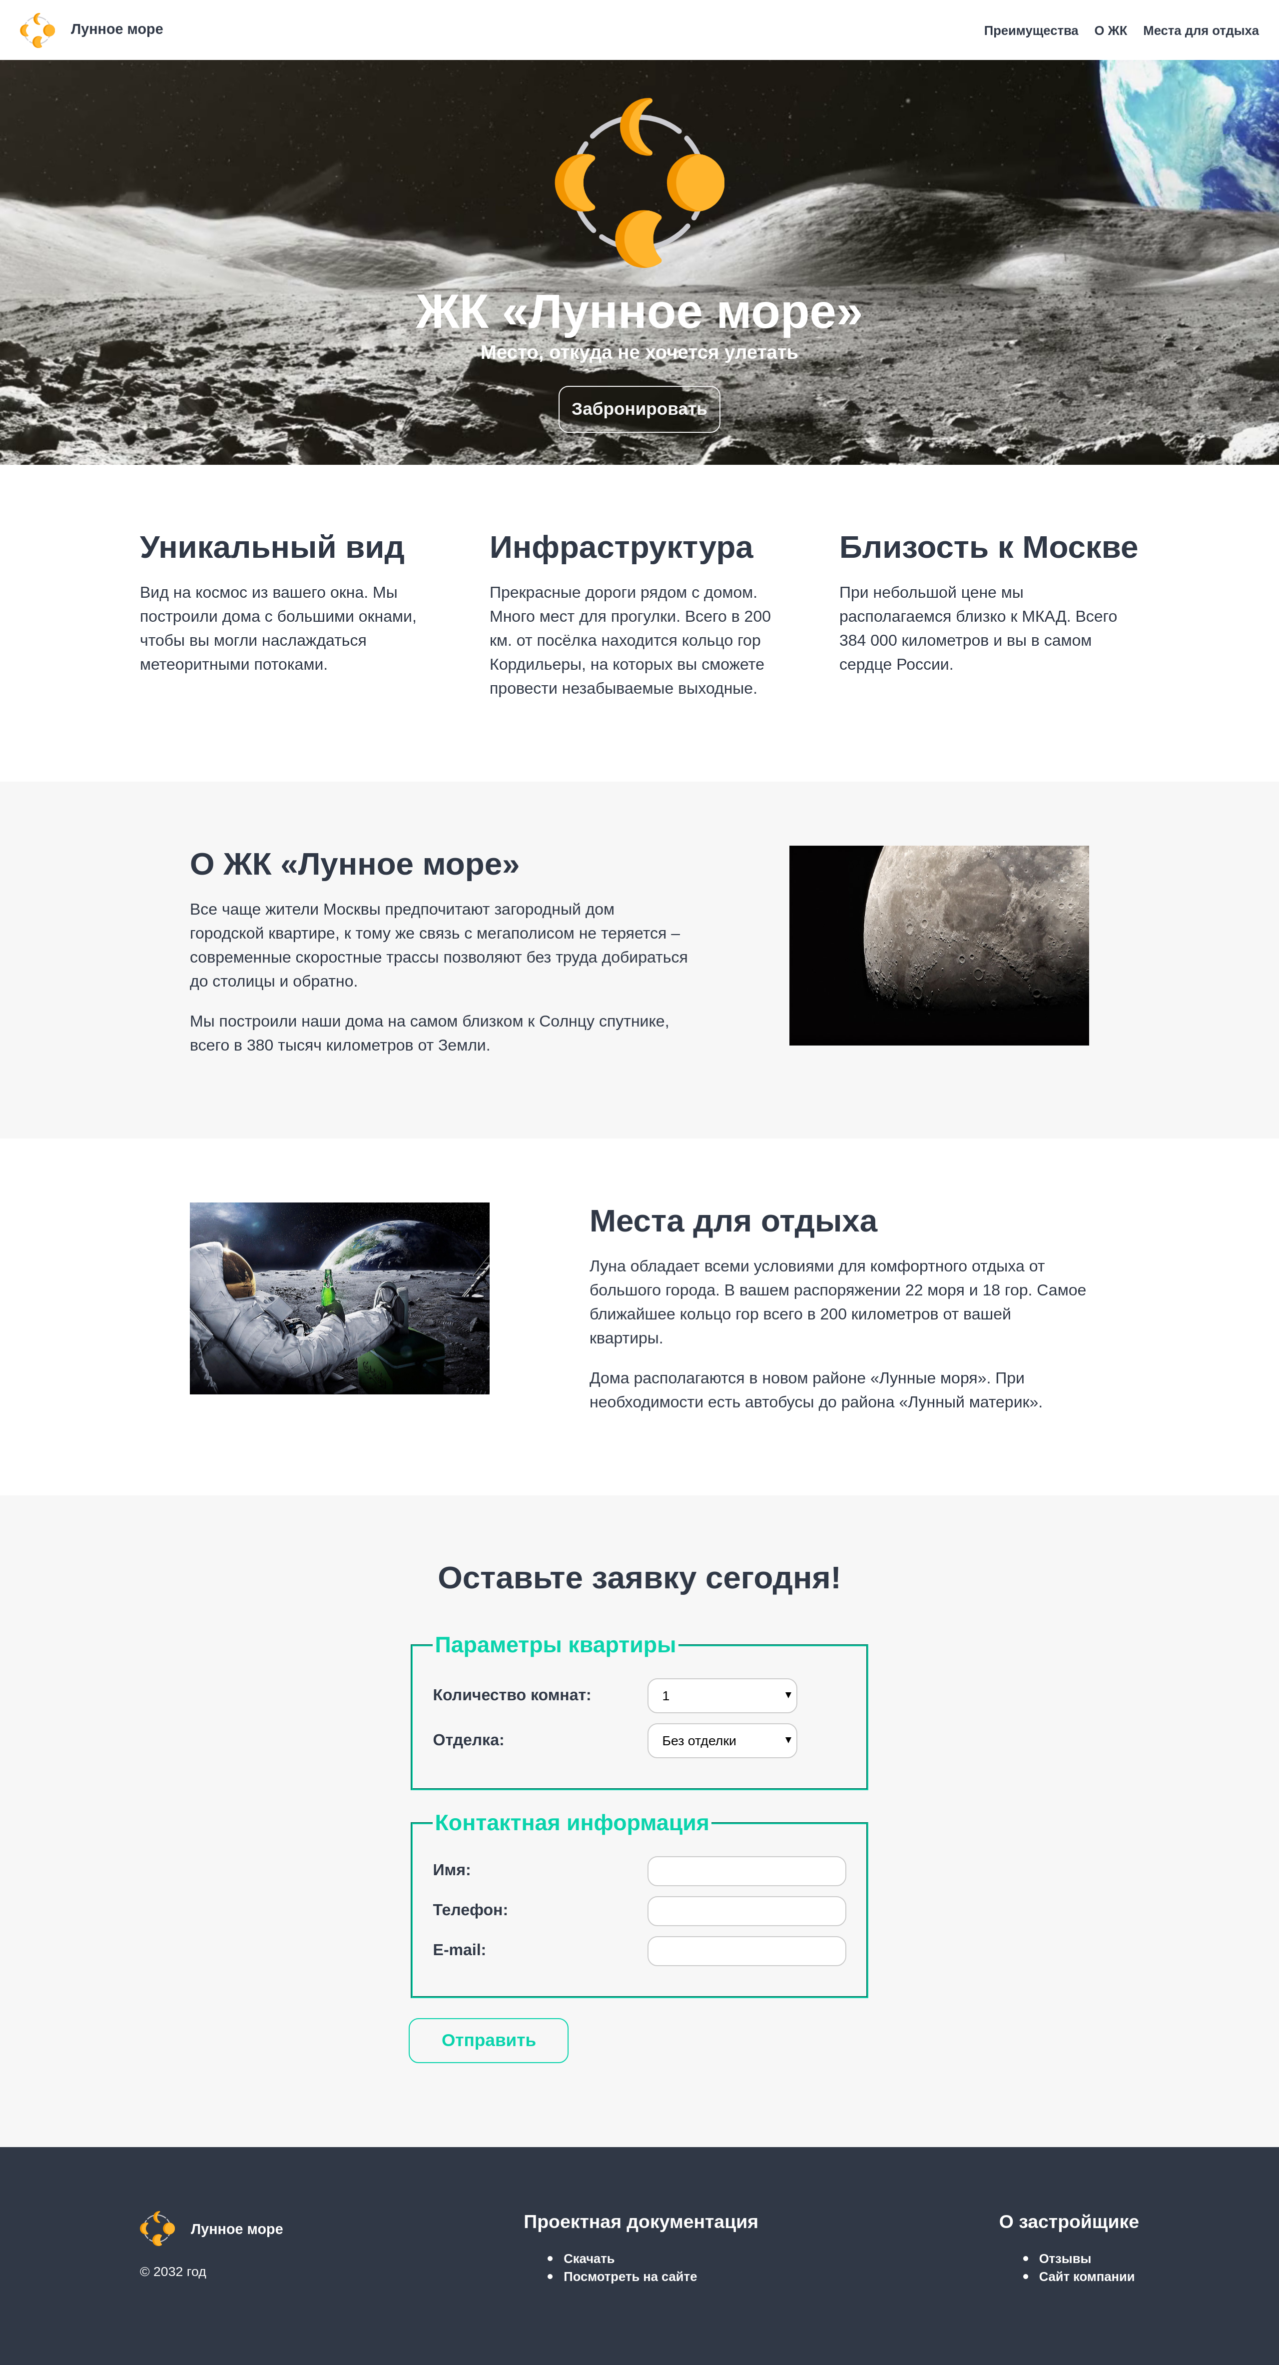 Лунное море
Преимущества О ЖК Места для отдыха
ЖК «Лунное море»
Место, откуда не хочется улетать
Забронировать
Уникальный вид
Вид на космос из вашего окна. Мы
построили дома с большими окнами,
чтобы вы могли наслаждаться
метеоритными потоками.
Инфраструктура
Прекрасные дороги рядом с домом.
Много мест для прогулки. Всего в 200
км. от посёлка находится кольцо гор
Кордильеры, на которых вы сможете
провести незабываемые выходные.
Близость к Москве
При небольшой цене мы
располагаемся близко к МКАД. Всего
384 000 километров и вы в самом
сердце России.
О ЖК «Лунное море»
Все чаще жители Москвы предпочитают загородный дом
городской квартире, к тому же связь с мегаполисом не теряется –
современные скоростные трассы позволяют без труда добираться
до столицы и обратно.
Мы построили наши дома на самом близком к Солнцу спутнике,
всего в 380 тысяч километров от Земли.
Места для отдыха
Луна обладает всеми условиями для комфортного отдыха от
большого города. В вашем распоряжении 22 моря и 18 гор. Самое
ближайшее кольцо гор всего в 200 километров от вашей
квартиры.
Дома располагаются в новом районе «Лунные моря». При
необходимости есть автобусы до района «Лунный материк».
Оставьте заявку сегодня!
Параметры квартиры
Количество комнат: 1
Отделка: Без отделки
Контактная информация
Имя:
Телефон:
E-mail:
Отправить
Лунное море
© 2032 год
Проектная документация
Скачать
Посмотреть на сайте
О застройщике
Отзывы
Сайт компании